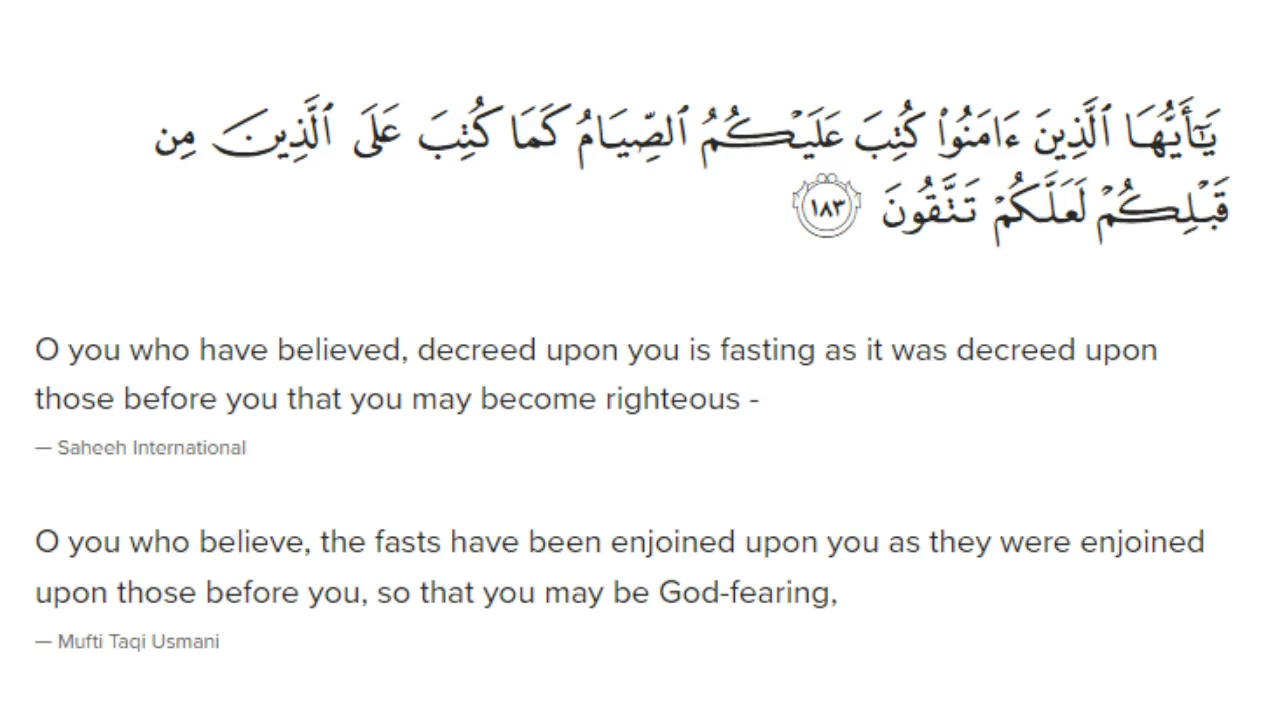 يَـٰٓأَيُّهَا ٱلَّذِينَ ءَامَنُوا۟ كُتِبَ عَلَيْكُمُ ٱلصِّيَامُ كَمَا كُتِبَ عَلَى ٱلَّذِينَ مِن
قَبْلِكُمْ لَعَلَّكُمْ تَتَّقُونَ ١٨٣
O you who have believed, decreed upon you is fasting as it was decreed upon
those before you that you may become righteous -
— Saheeh International
O you who believe, the fasts have been enjoined upon you as they were enjoined
upon those before you, so that you may be God-fearing,
— Mufti Taqi Usmani